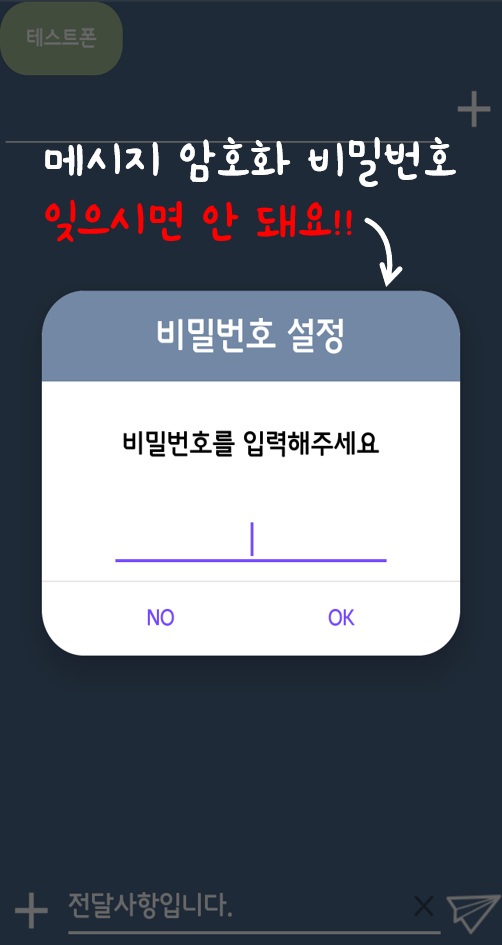 테스트폰
메시지 암호화 비밀번호
잊으시면 안 돼요!!
비밀번호 설정
비밀번호를 입력해주세요
NO OK
전달사항입니다.